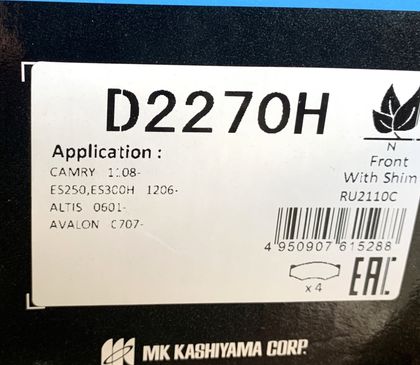 D2270H
Application :
CAMRY 1108-
ES250,ES300H 1206-
ALTIS 0601-
AVALON 0707-
N
Front
With Shim
RU2110C
4 950907 615288
x 4
EAC
MK KASHIYAMA CORP.